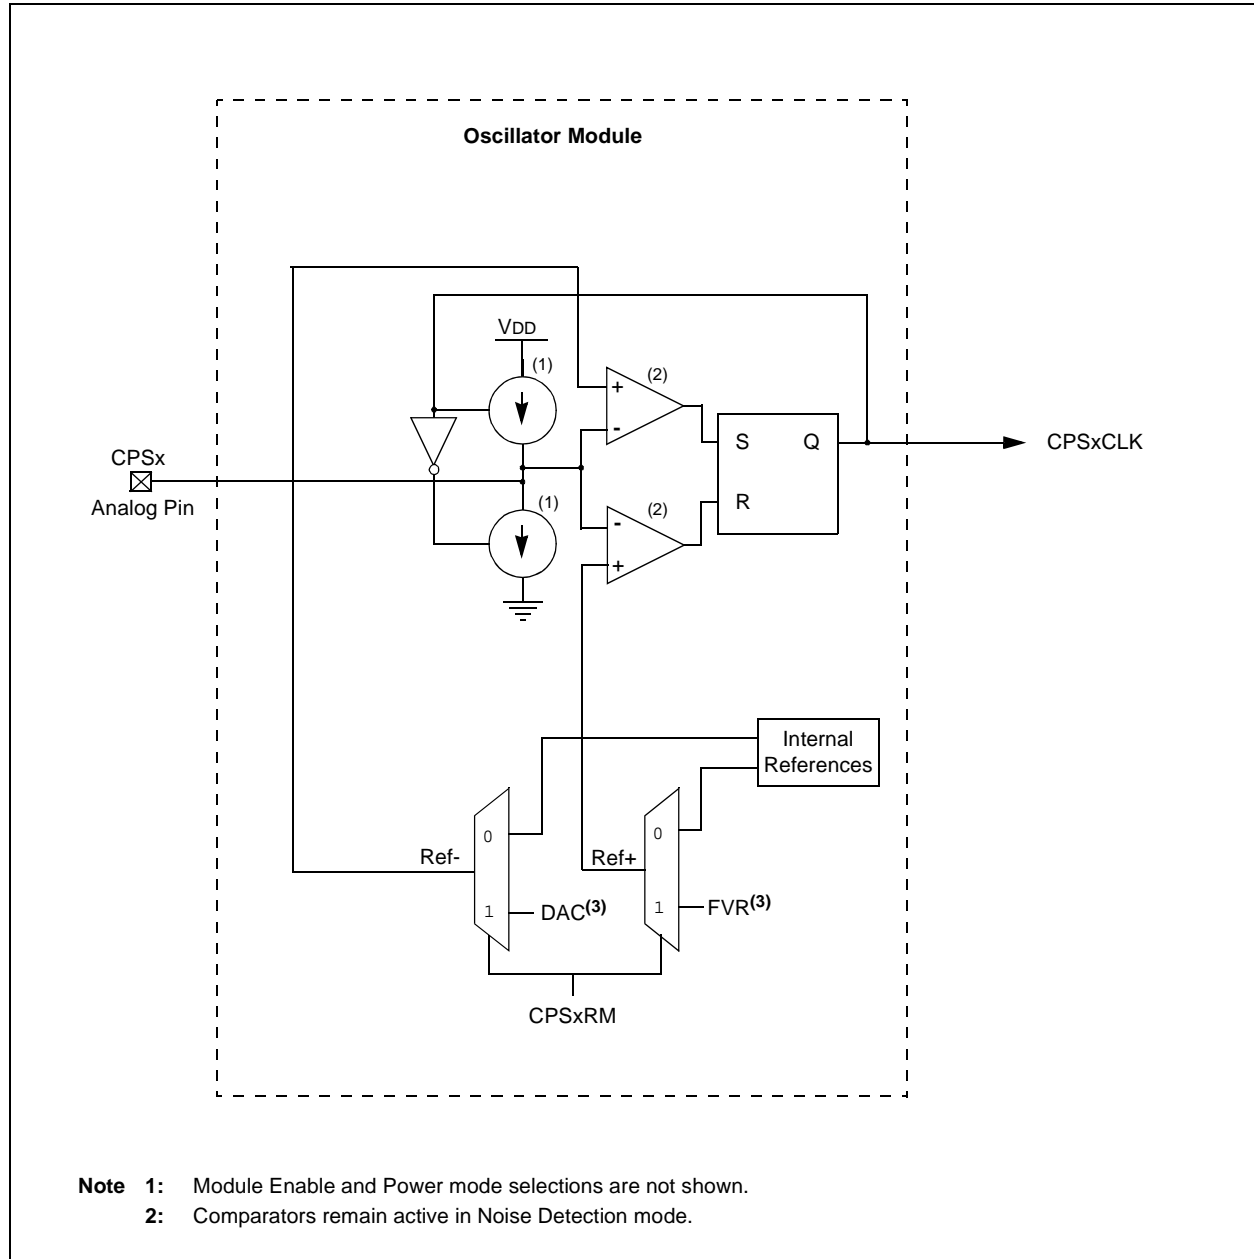 Oscillator Module
VDD
(1)
(2)
+
-
S Q
CPSxCLK
CPSx
Analog Pin
(1)
(2)
R
-
+
Internal
References
0
0
Ref-
Ref+
1
DAC(3)
1
FVR(3)
CPSxRM
Note 1: Module Enable and Power mode selections are not shown.
2: Comparators remain active in Noise Detection mode.